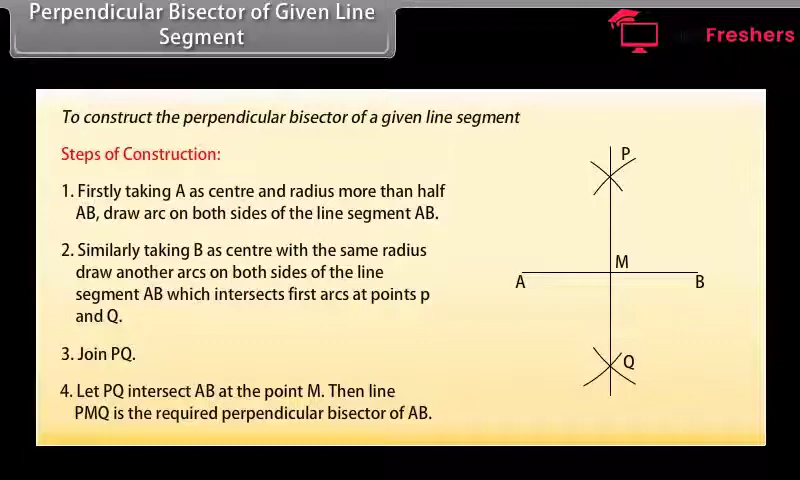 Perpendicular Bisector of Given Line
Segment
Freshers
To construct the perpendicular bisector of a given line segment
Steps of Construction:
1. Firstly taking A as centre and radius more than half
AB, draw arc on both sides of the line segment AB.
2. Similarly taking B as centre with the same radius
draw another arcs on both sides of the line
segment AB which intersects first arcs at points p
and Q.
3. Join PQ.
4. Let PQ intersect AB at the point M. Then line
PMQ is the required perpendicular bisector of AB.
P
M
A
B
Q